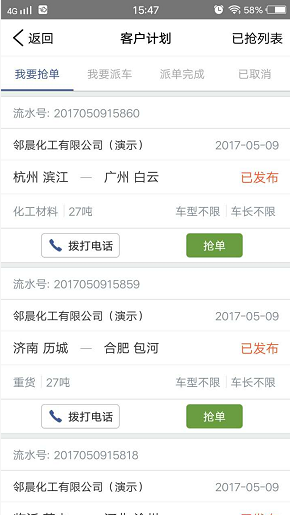 4G 15:47 58%
返回 客户计划 已抢列表
我要抢单 我要派车 派单完成 已取消
流水号: 2017050915860
邻晨化工有限公司（演示） 2017-05-09
杭州 滨江 — 广州 白云 已发布
化工材料 27吨 车型不限 车长不限
拨打电话 抢单
流水号: 2017050915859
邻晨化工有限公司（演示） 2017-05-09
济南 历城 — 合肥 包河 已发布
重货 27吨 车型不限 车长不限
拨打电话 抢单
流水号: 2017050915818
邻晨化工有限公司（演示） 2017-05-09